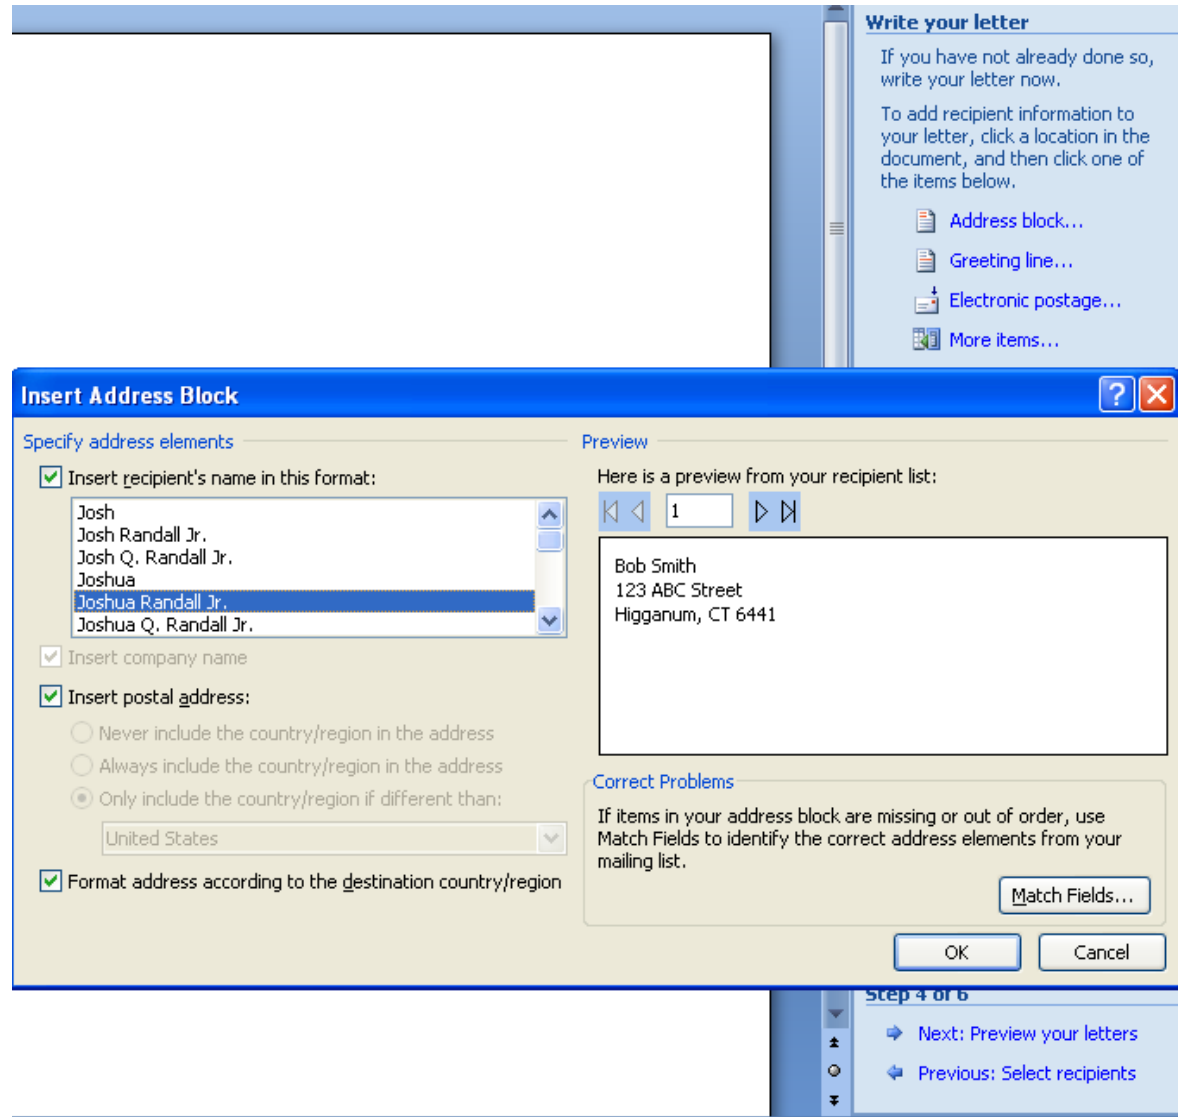 Write your letter
If you have not already done so,
write your letter now.
To add recipient information to
your letter, click a location in the
document, and then click one of
the items below.
Address block...
Greeting line...
Electronic postage...
More items...
Insert Address Block
Specify address elements
Insert recipient's name in this format:
Josh
Josh Randall Jr.
Josh Q. Randall Jr.
Joshua
Joshua Randall Jr.
Joshua Q. Randall Jr.
Insert company name
Insert postal address:
Never include the country/region in the address
Always include the country/region in the address
Only include the country/region if different than:
United States
Format address according to the destination country/region
Preview
Here is a preview from your recipient list:
1
Bob Smith
123 ABC Street
Higganum, CT 6441
Correct Problems
If items in your address block are missing or out of order, use
Match Fields to identify the correct address elements from your
mailing list.
Match Fields...
OK
Cancel
Step 4 of 6
Next: Preview your letters
Previous: Select recipients